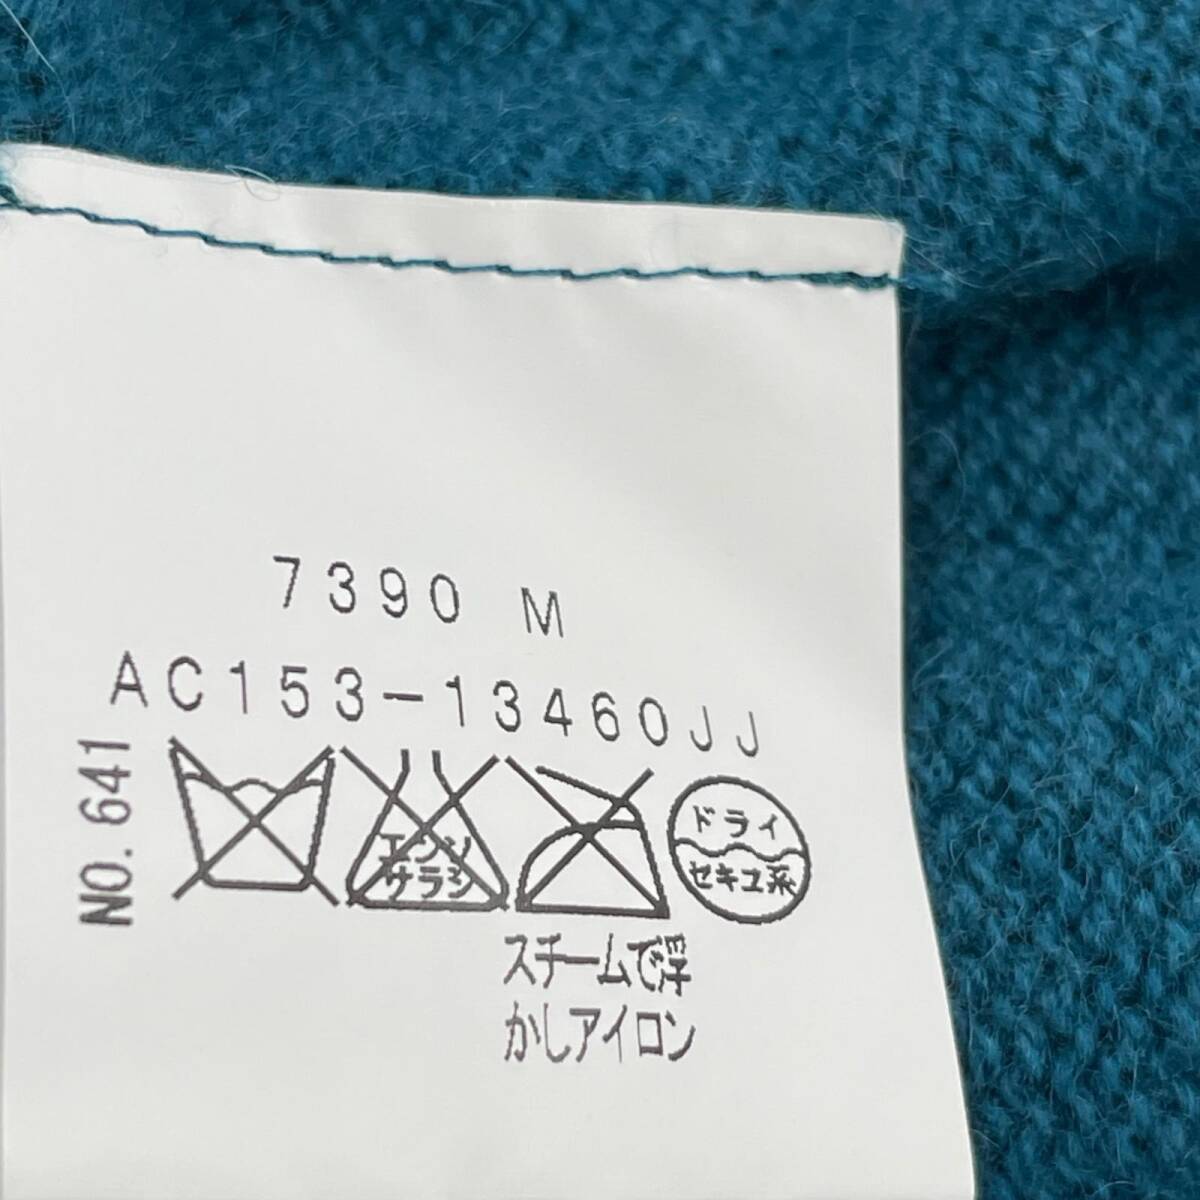 7390 M
AC153-13460JJ
NO.641
エンソ
サラシ
ドライ
セキユ系
スチームで浮
かしアイロン